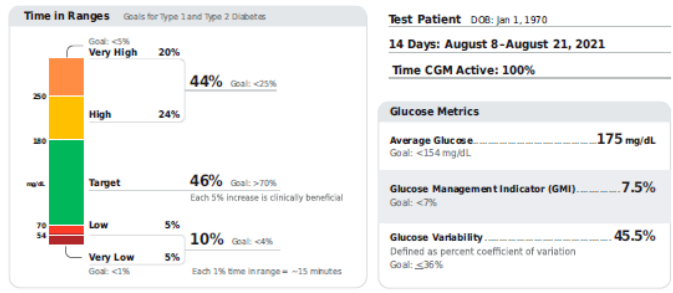 Time in Ranges Goals for Type 1 and Type 2 Diabetes
Goal: <5%
Very High 20%
44% Goal: <25%
250
High 24%
180
mg/dL
Target 46% Goal: >70%
Each 5% increase is clinically beneficial
70
Low 5%
54
10% Goal: <4%
Very Low 5%
Goal: <1%
Each 1% time in range = ~15 minutes
Test Patient DOB: Jan 1, 1970
14 Days: August 8–August 21, 2021
Time CGM Active: 100%
Glucose Metrics
Average Glucose 175 mg/dL
Goal: <154 mg/dL
Glucose Management Indicator (GMI) 7.5%
Goal: <7%
Glucose Variability 45.5%
Defined as percent coefficient of variation
Goal: ≤36%